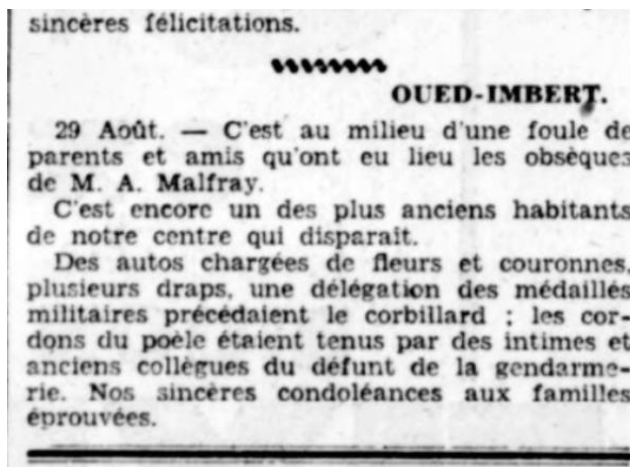 sincères félicitations.
OUED-IMBERT.
29 Août. — C'est au milieu d'une foule de
parents et amis qu'ont eu lieu les obsèques
de M. A. Malfray.
C'est encore un des plus anciens habitants
de notre centre qui disparait.
Des autos chargées de fleurs et couronnes,
plusieurs draps, une délégation des médaillés
militaires précédaient le corbillard ; les cor-
dons du poèle étaient tenus par des intimes et
anciens collègues du défunt de la gendarme-
rie. Nos sincères condoléances aux familles
éprouvées.